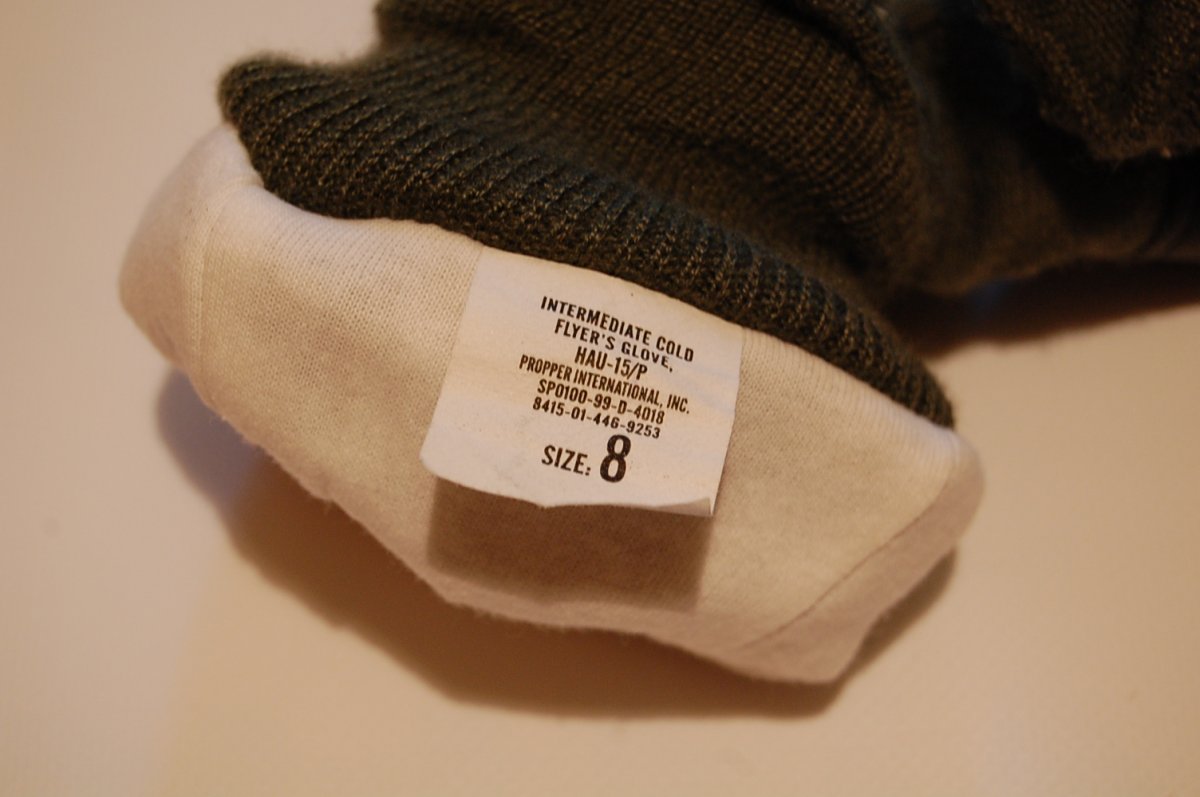 INTERMEDIATE COLD
FLYER'S GLOVE,
HAU-15/P
PROPPER INTERNATIONAL, INC.
SP0100-99-D-4018
8415-01-446-9253
SIZE: 8